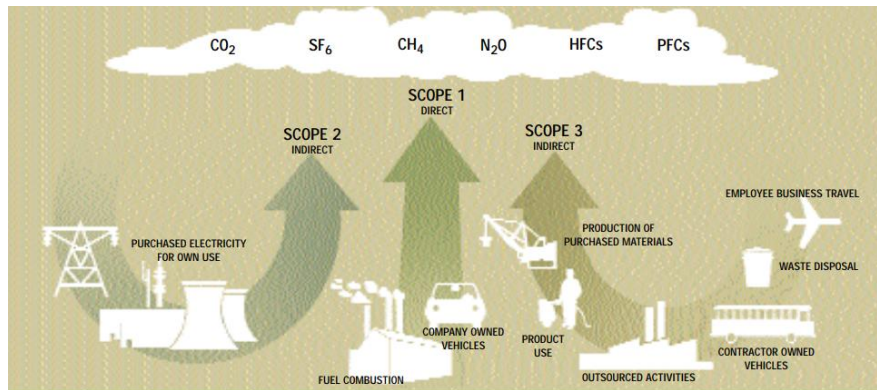 CO2 SF6 CH4 N2O HFCs PFCs
SCOPE 1
DIRECT
SCOPE 2
INDIRECT
SCOPE 3
INDIRECT
EMPLOYEE BUSINESS TRAVEL
PURCHASED ELECTRICITY
FOR OWN USE
PRODUCTION OF
PURCHASED MATERIALS
WASTE DISPOSAL
COMPANY OWNED
VEHICLES
PRODUCT
USE
CONTRACTOR OWNED
VEHICLES
FUEL COMBUSTION
OUTSOURCED ACTIVITIES